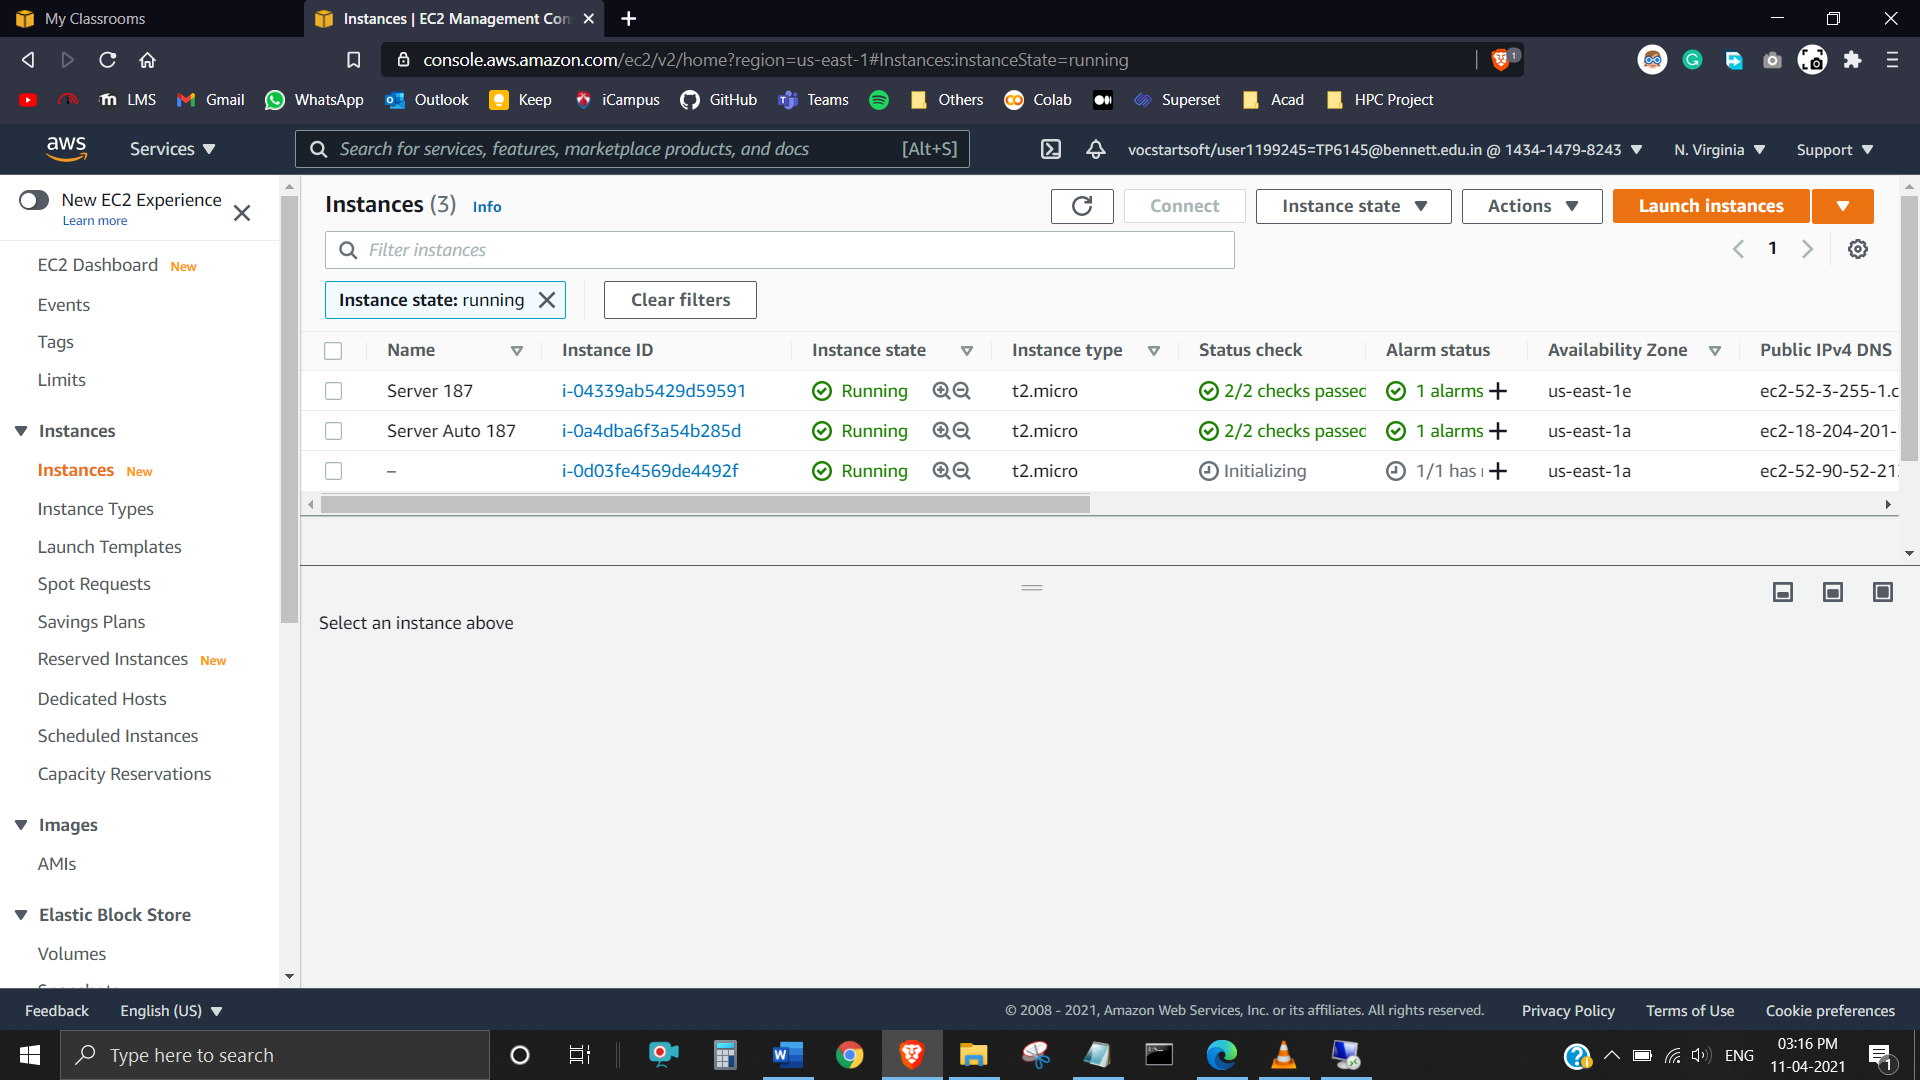 My Classrooms
Instances | EC2 Management Con
console.aws.amazon.com/ec2/v2/home?region=us-east-1#Instances:instanceState=running
1
LMS Gmail WhatsApp Outlook Keep iCampus GitHub Teams Others Colab Superset Acad HPC Project
aws Services Search for services, features, marketplace products, and docs [Alt+S] vocstartsoft/user1199245=TP6145@bennett.edu.in @ 1434-1479-8243 N. Virginia Support
New EC2 Experience
Learn more
EC2 Dashboard New
Events
Tags
Limits
Instances
Instances New
Instance Types
Launch Templates
Spot Requests
Savings Plans
Reserved Instances New
Dedicated Hosts
Scheduled Instances
Capacity Reservations
Images
AMIs
Elastic Block Store
Volumes
Instances (3) Info Connect Instance state Actions Launch instances
Filter instances 1
Instance state: running Clear filters
Name Instance ID Instance state Instance type Status check Alarm status Availability Zone Public IPv4 DNS
Server 187 i-04339ab5429d59591 Running t2.micro 2/2 checks passed 1 alarms + us-east-1e ec2-52-3-255-1.c
Server Auto 187 i-0a4dba6f3a54b285d Running t2.micro 2/2 checks passed 1 alarms + us-east-1a ec2-18-204-201-
– i-0d03fe4569de4492f Running t2.micro Initializing 1/1 has + us-east-1a ec2-52-90-52-21
Select an instance above
Feedback English (US) © 2008 - 2021, Amazon Web Services, Inc. or its affiliates. All rights reserved. Privacy Policy Terms of Use Cookie preferences
Type here to search
ENG
03:16 PM
11-04-2021
1